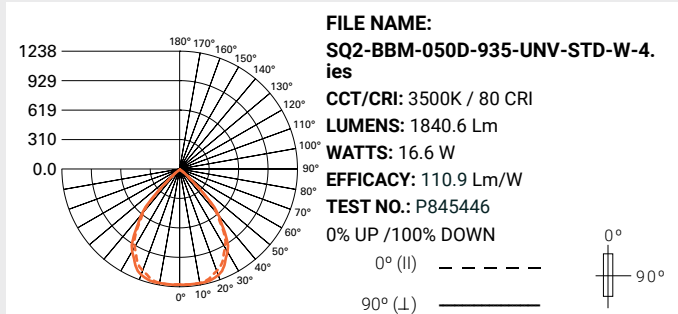 FILE NAME:
SQ2-BBM-050D-935-UNV-STD-W-4.
ies
CCT/CRI: 3500K / 80 CRI
LUMENS: 1840.6 Lm
WATTS: 16.6 W
EFFICACY: 110.9 Lm/W
TEST NO.: P845446
0% UP /100% DOWN
0° (II)
90° (⊥)
0°
90°
1238
929
619
310
0.0
180°
170°
160°
150°
140°
130°
120°
110°
100°
90°
80°
70°
60°
50°
40°
30°
20°
10°
0°